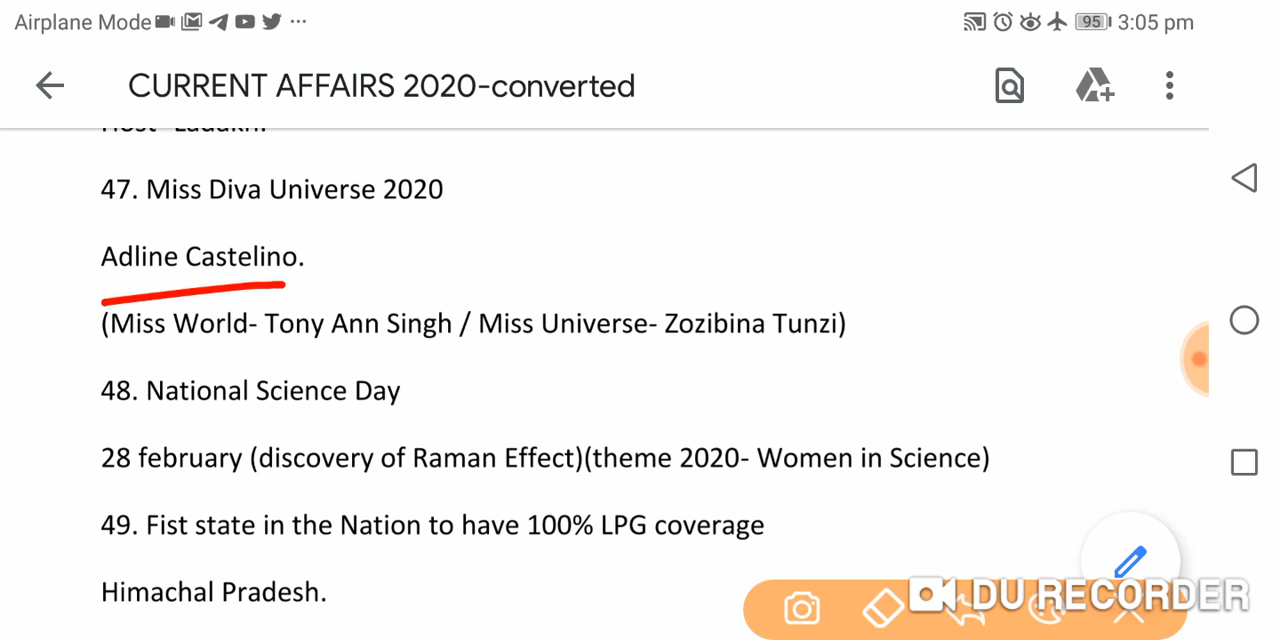 Airplane Mode ... 95 3:05 pm
CURRENT AFFAIRS 2020-converted
47. Miss Diva Universe 2020
Adline Castelino.
(Miss World- Tony Ann Singh / Miss Universe- Zozibina Tunzi)
48. National Science Day
28 february (discovery of Raman Effect)(theme 2020- Women in Science)
49. Fist state in the Nation to have 100% LPG coverage
Himachal Pradesh.
DU RECORDER